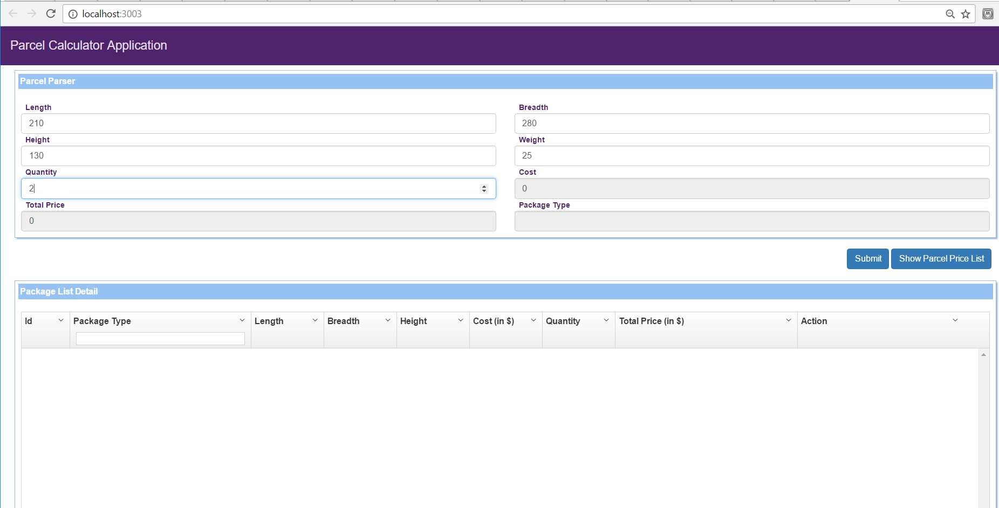 localhost:3003
Parcel Calculator Application
Parcel Parser
Length Breadth
210 280
Height Weight
130 25
Quantity Cost
2 0
Total Price Package Type
0
Submit Show Parcel Price List
Package List Detail
Id Package Type Length Breadth Height Cost (in $) Quantity Total Price (in $) Action